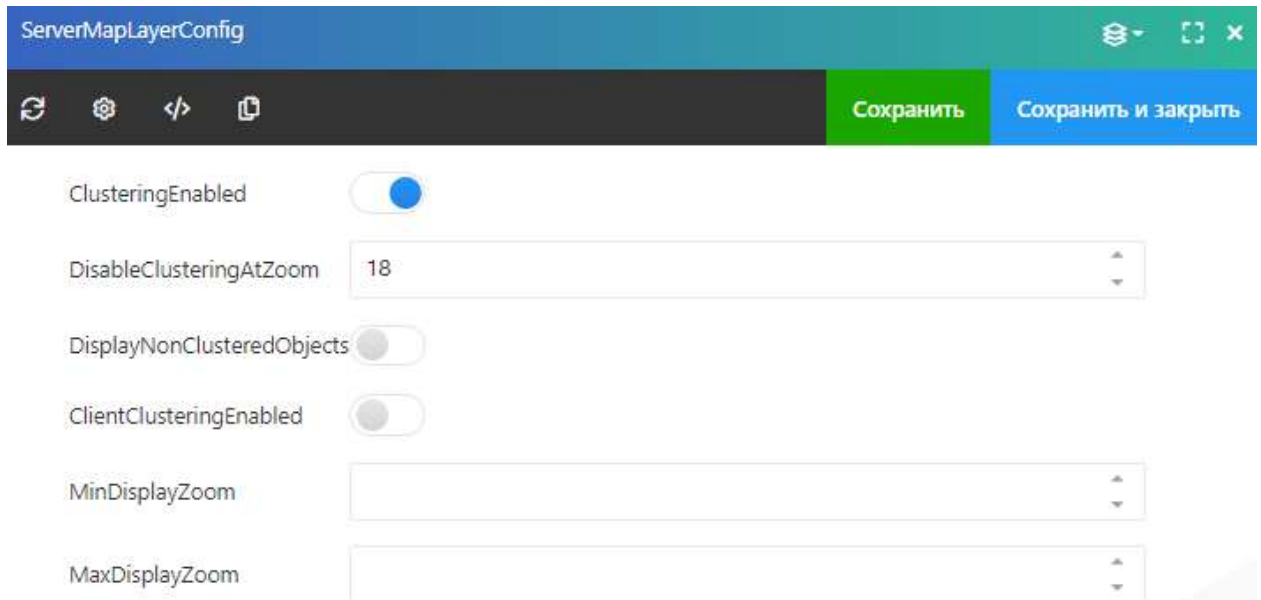 ServerMapLayerConfig
Сохранить Сохранить и закрыть
ClusteringEnabled
DisableClusteringAtZoom 18
DisplayNonClusteredObjects
ClientClusteringEnabled
MinDisplayZoom
MaxDisplayZoom